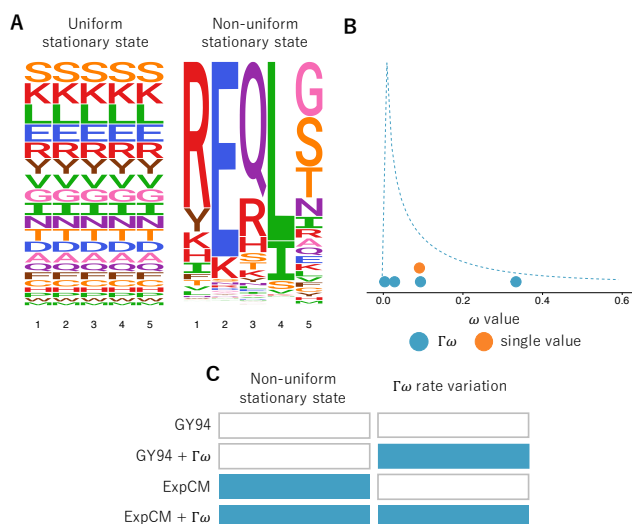 A
Uniform
stationary state
Non-uniform
stationary state
S S S S S
K K K K K
L L L L L
E E E E E
R R R R R
Y Y Y Y Y
V V V V V
G G G G G
I I I I I
N N N N N
T T T T T
D D D D D
A A A A A
Q Q Q Q Q
R E Q L G
Y K R I S
K H T
H S N
I T I
K R
A
Q
E
K
1 2 3 4 5
1 2 3 4 5
B
0.0 0.2 0.4 0.6
ω value
Γω
single value
C
Non-uniform
stationary state
Γω rate variation
GY94
GY94 + Γω
ExpCM
ExpCM + Γω